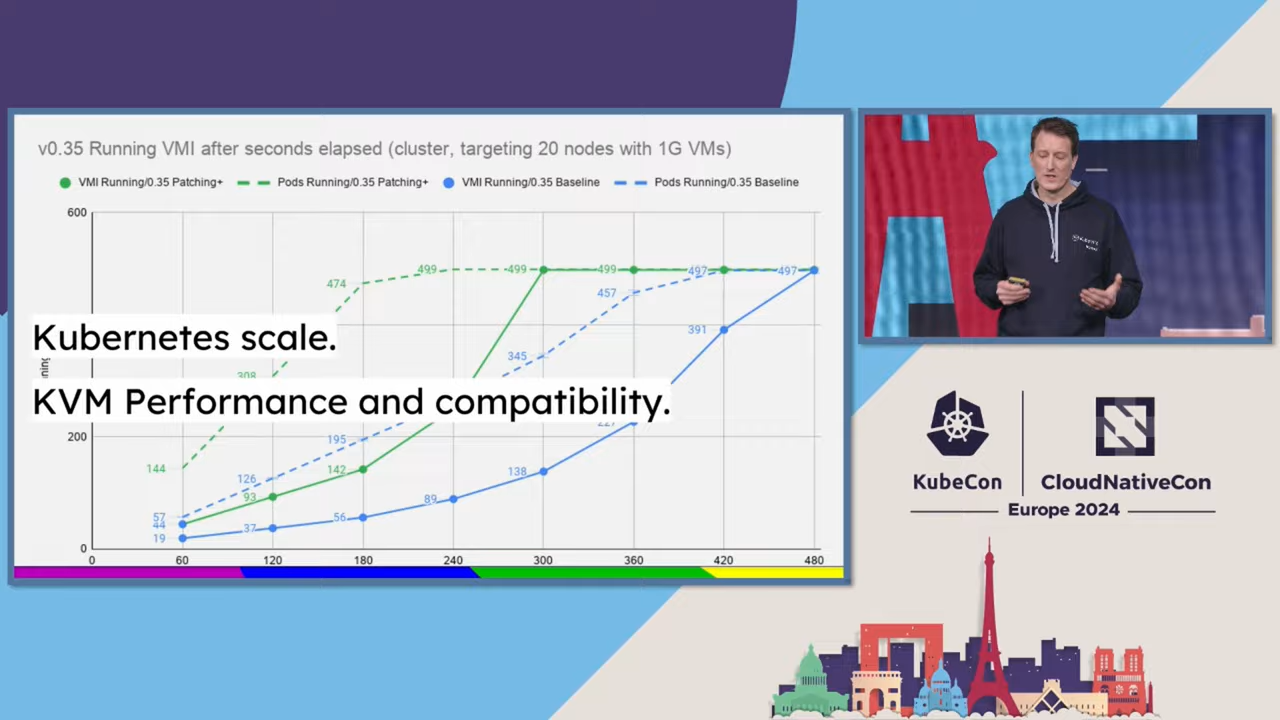 v0.35 Running VMI after seconds elapsed (cluster, targeting 20 nodes with 1G VMs)
VMI Running/0.35 Patching+ Pods Running/0.35 Patching+ VMI Running/0.35 Baseline Pods Running/0.35 Baseline
600
499 499 499 497 497
474
457
Kubernetes scale.
391
345
308
KVM Performance and compatibility.
227
200
195
144 142 138
126
93 89
57 56
44 37
19
0
0 60 120 180 240 300 360 420 480
KubeCon
CloudNativeCon
Europe 2024